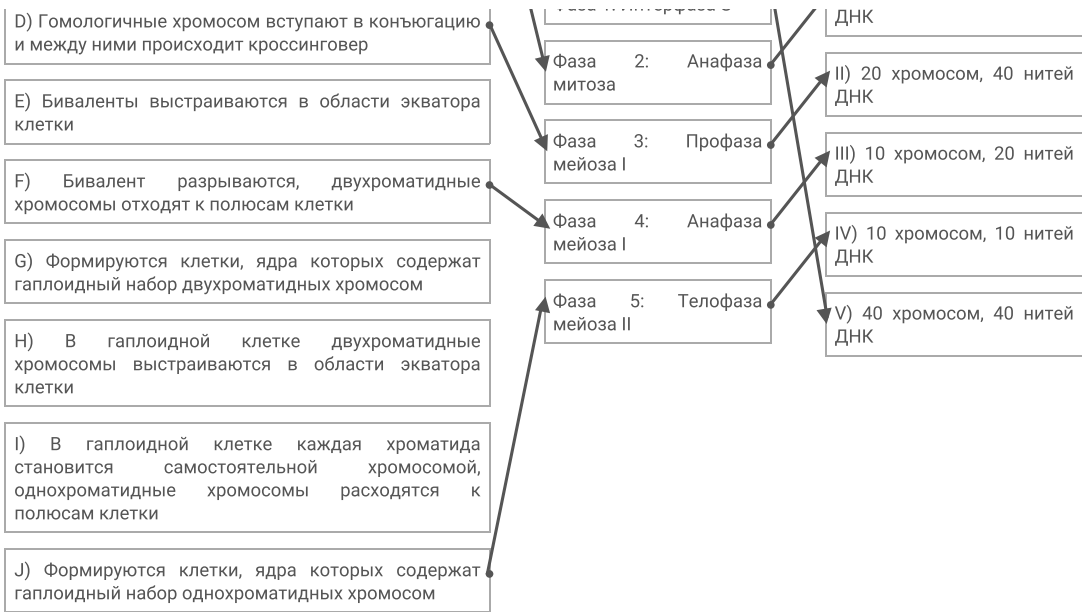 D) Гомологичные хромосом вступают в конъюгацию
и между ними происходит кроссинговер
E) Биваленты выстраиваются в области экватора
клетки
F) Бивалент разрываются, двухроматидные
хромосомы отходят к полюсам клетки
G) Формируются клетки, ядра которых содержат
гаплоидный набор двухроматидных хромосом
H) В гаплоидной клетке двухроматидные
хромосомы выстраиваются в области экватора
клетки
I) В гаплоидной клетке каждая хроматида
становится самостоятельной хромосомой,
однохроматидные хромосомы расходятся к
полюсам клетки
J) Формируются клетки, ядра которых содержат
гаплоидный набор однохроматидных хромосом
Фаза 2: Анафаза
митоза
Фаза 3: Профаза
мейоза I
Фаза 4: Анафаза
мейоза I
Фаза 5: Телофаза
мейоза II
ДНК
II) 20 хромосом, 40 нитей
ДНК
III) 10 хромосом, 20 нитей
ДНК
IV) 10 хромосом, 10 нитей
ДНК
V) 40 хромосом, 40 нитей
ДНК